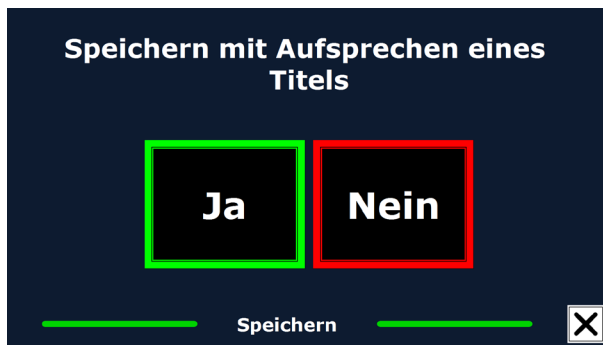 Speichern mit Aufsprechen eines
Titels
Ja
Nein
Speichern